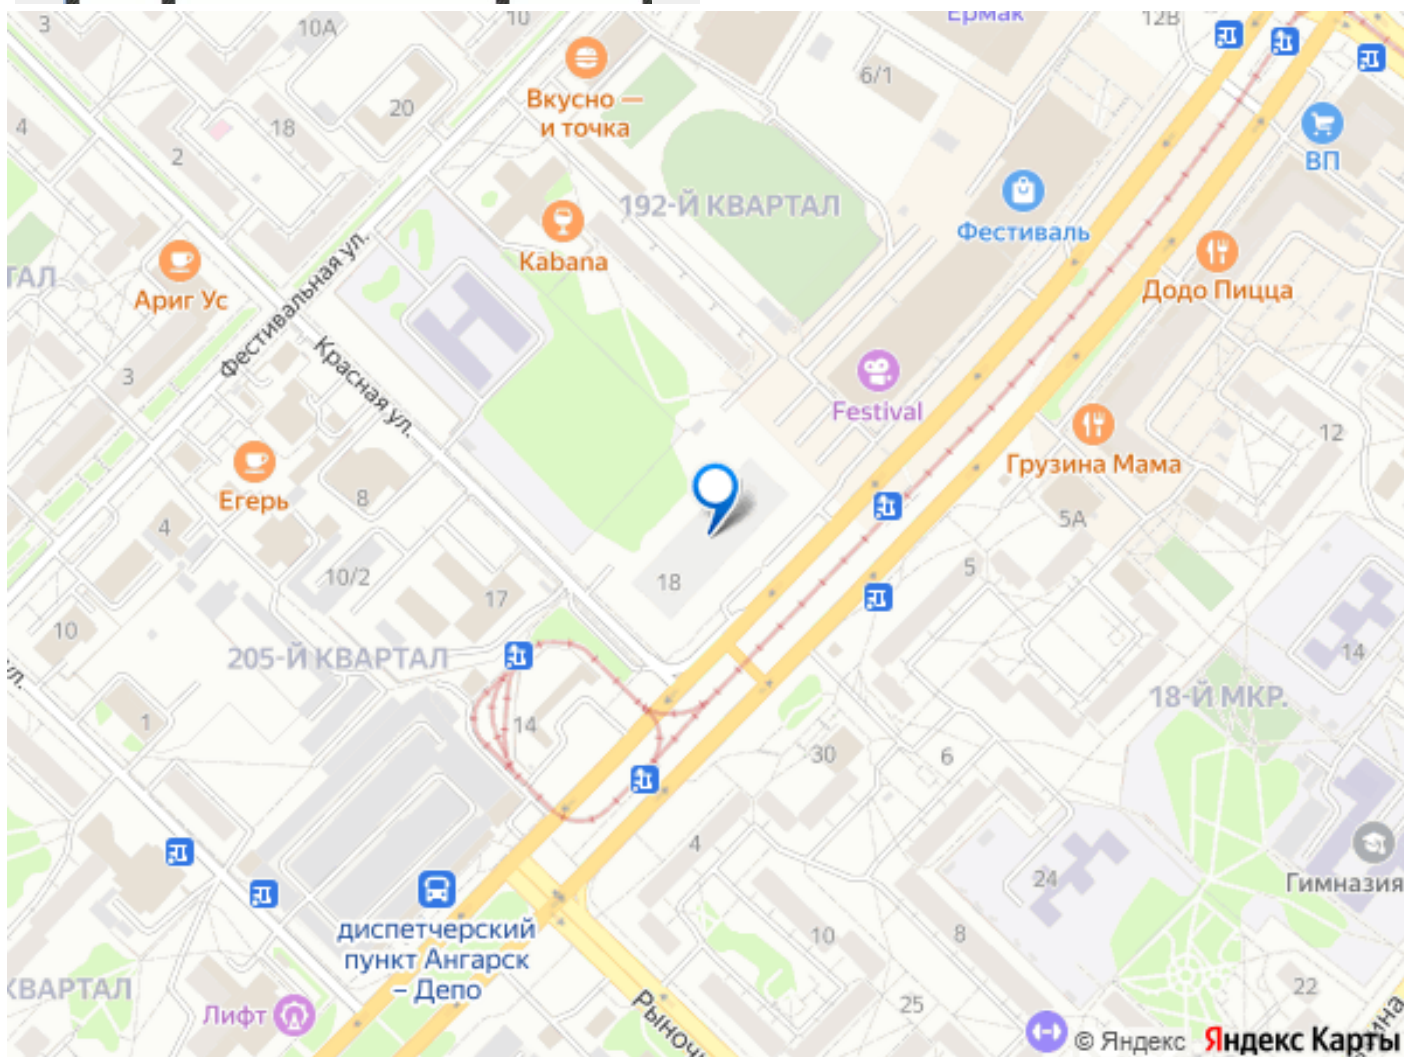 3
10А
10
Ермак
12В
Вкусно —
и точка
6/1
20
18
4
2
ВП
192-Й КВАРТАЛ
Фестиваль
Kabana
ТАЛ
Ариг Ус
Фестивальная ул.
Додо Пицца
Красная ул.
3
Festival
12
Грузина Мама
Егерь
8
4
5А
10/2
18
5
17
10
205-Й КВАРТАЛ
14
ул.
18-Й МКР.
1
14
30
6
4
24
Гимназия
диспетчерский
пункт Ангарск
– Депо
10
8
КВАРТАЛ
Лифт
22
25
© Яндекс Яндекс Карты